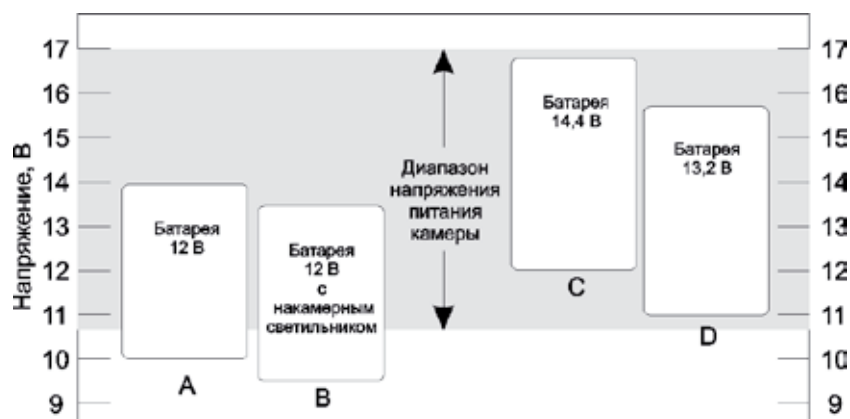 Напряжение, В
17
16
15
14
13
12
11
10
9
Батарея
12 В
A
Батарея
12 В
с
накамерным
светильником
B
Диапазон
напряжения
питания
камеры
Батарея
14,4 В
C
Батарея
13,2 В
D
17
16
15
14
13
12
11
10
9